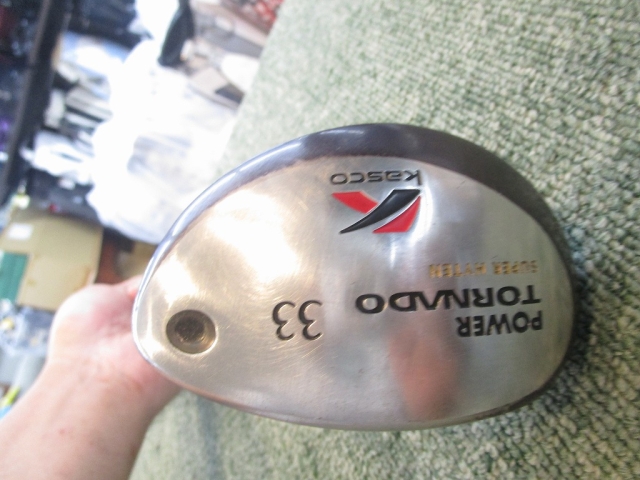 POWER
TORNADO
33
SUPER HYTEN
Kasco